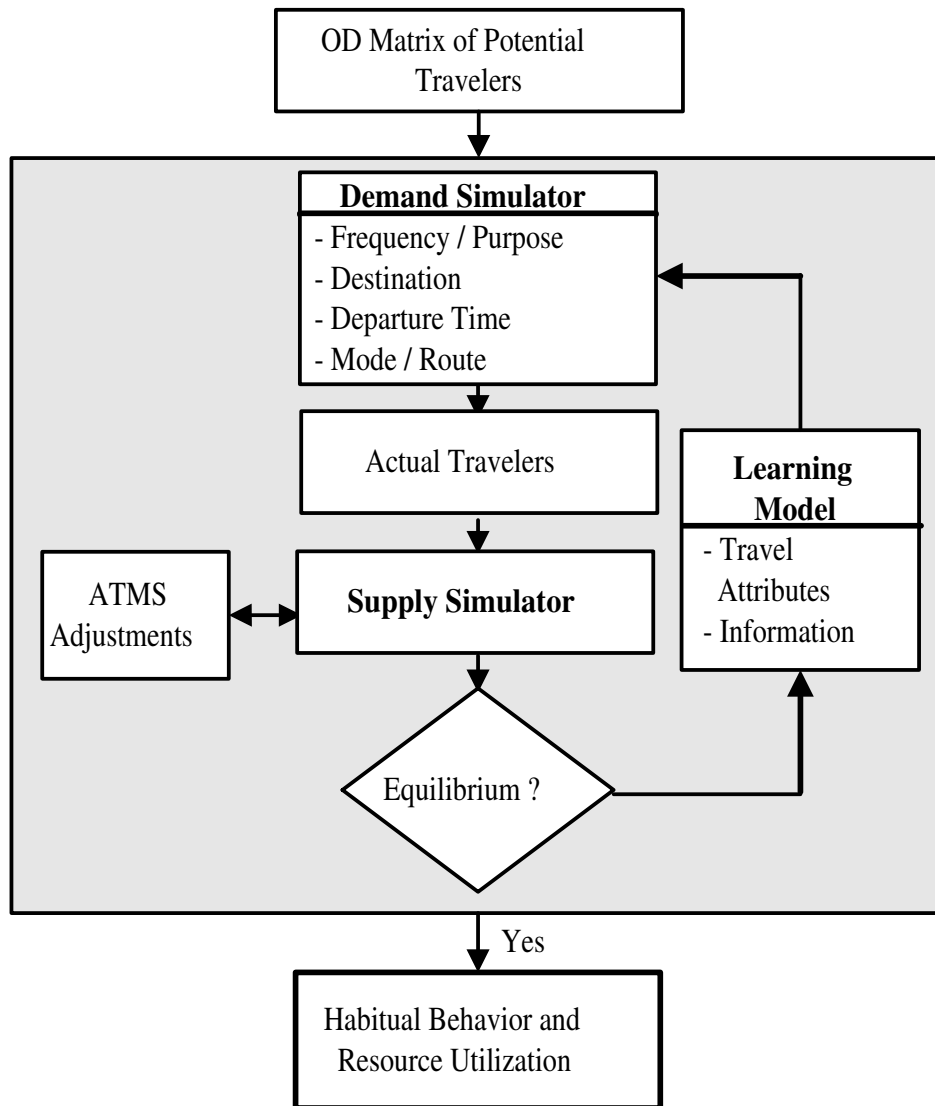 OD Matrix of Potential
Travelers
Demand Simulator
- Frequency / Purpose
- Destination
- Departure Time
- Mode / Route
Actual Travelers
Learning
Model
- Travel
Attributes
- Information
ATMS
Adjustments
Supply Simulator
Equilibrium ?
Yes
Habitual Behavior and
Resource Utilization